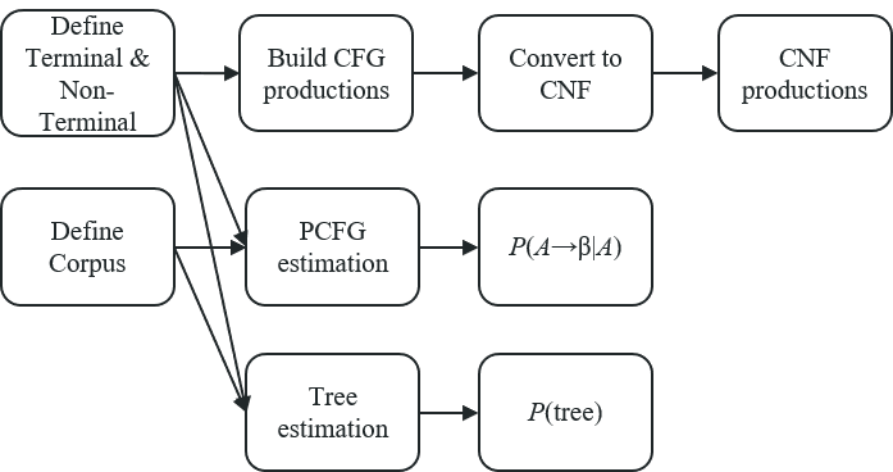 Define
Terminal &
Non-
Terminal
Build CFG
productions
Convert to
CNF
CNF
productions
Define
Corpus
PCFG
estimation
P(A→β|A)
Tree
estimation
P(tree)